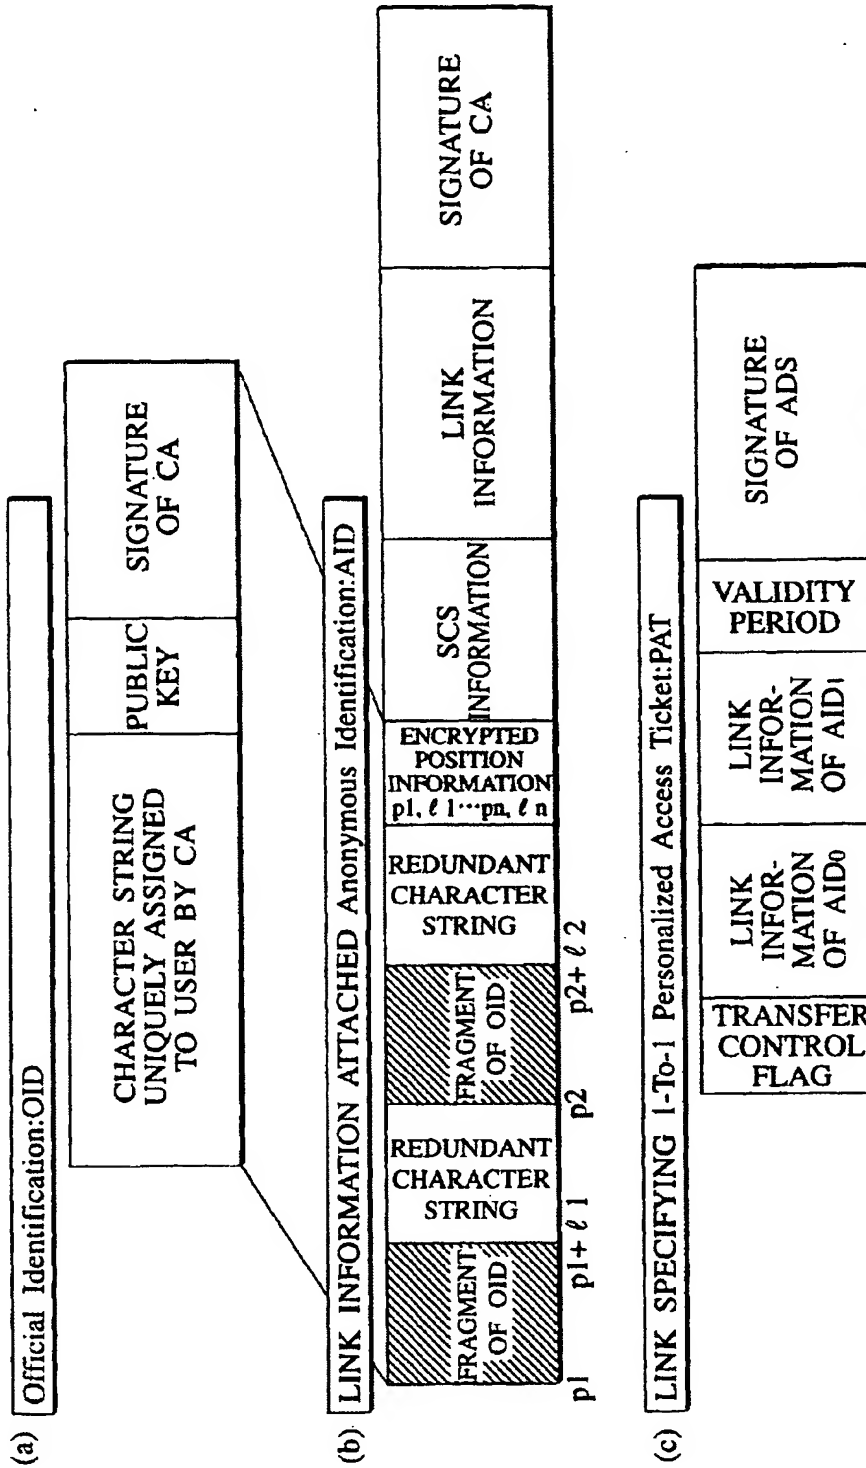 (a)
Official Identification:OID
CHARACTER STRING
UNIQUELY ASSIGNED
TO USER BY CA
PUBLIC
KEY
SIGNATURE
OF CA
(b)
LINK INFORMATION ATTACHED Anonymous Identification:AID
FRAGMENT
OF OID
REDUNDANT
CHARACTER
STRING
FRAGMENT
OF OID
REDUNDANT
CHARACTER
STRING
ENCRYPTED
POSITION
INFORMATION
p1, ℓ 1···pn, ℓ n
SCS
INFORMATION
LINK
INFORMATION
SIGNATURE
OF CA
p1
p1+ ℓ 1
p2
p2+ ℓ 2
(c)
LINK SPECIFYING 1-To-1 Personalized Access Ticket:PAT
TRANSFER
CONTROL
FLAG
LINK
INFOR-
MATION
OF AID0
LINK
INFOR-
MATION
OF AID1
VALIDITY
PERIOD
SIGNATURE
OF ADS